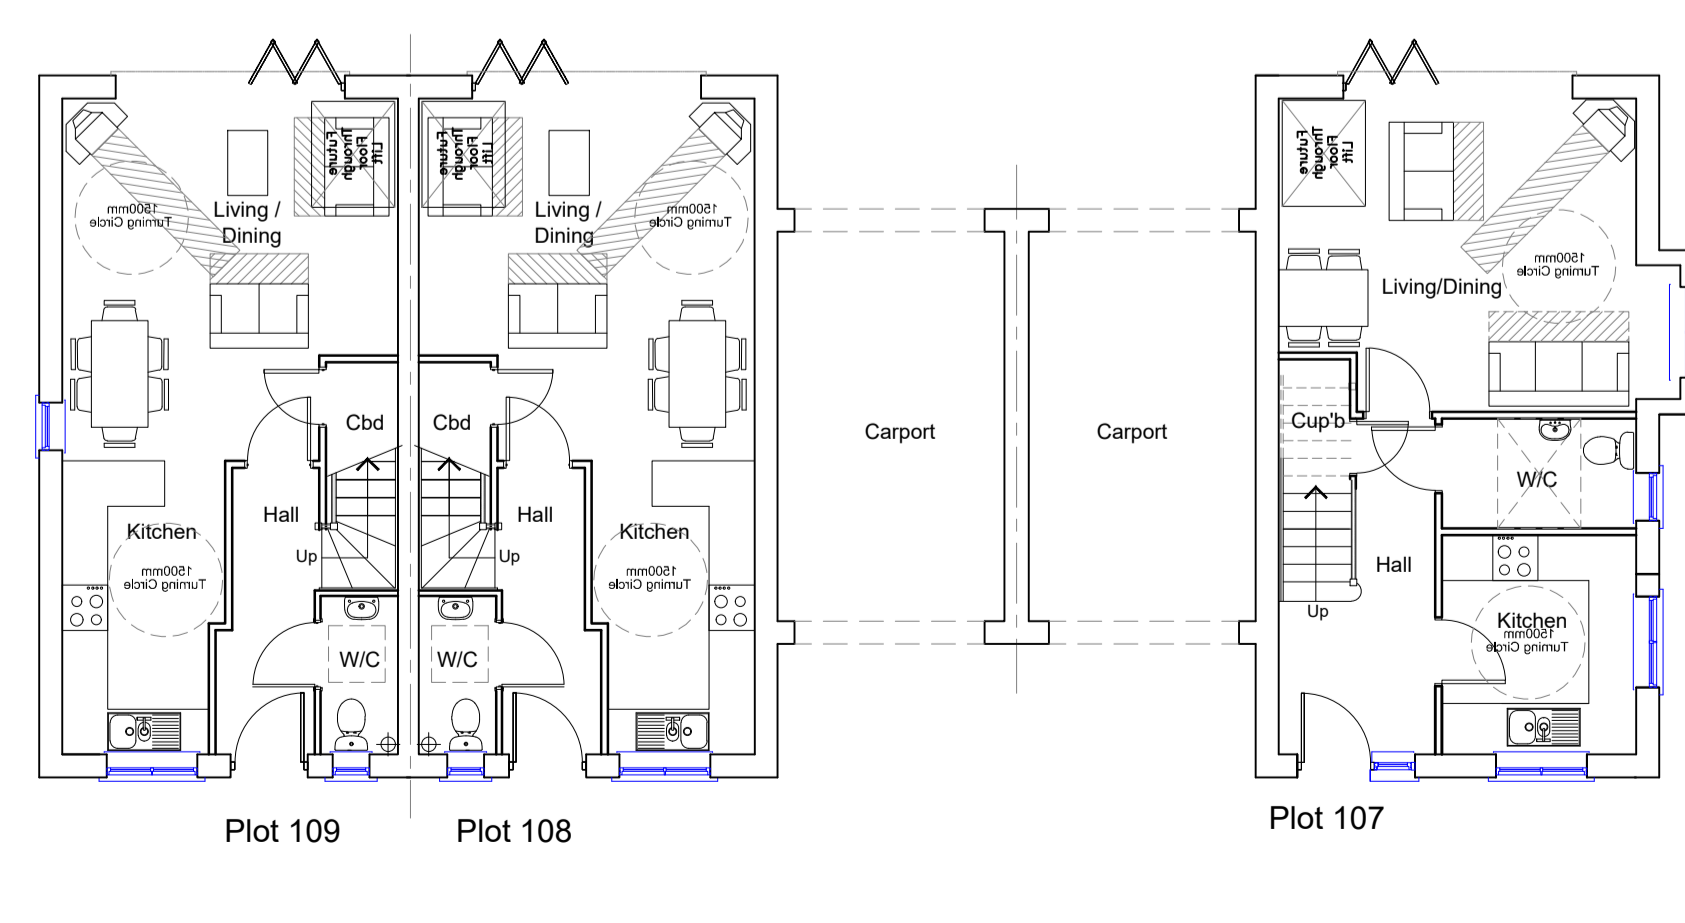 Future
Through
Floor
Lift
1500mm
Turning Circle
Living /
Dining
Cbd
Hall
Kitchen
1500mm
Turning Circle
Up
W/C
Plot 109
Future
Through
Floor
Lift
Living /
Dining
1500mm
Turning Circle
Cbd
Hall
Kitchen
1500mm
Turning Circle
Up
W/C
Plot 108
Carport
Carport
Future
Through
Floor
Lift
1500mm
Turning Circle
Living/Dining
Cup'b
W/C
Hall
Up
Kitchen
1500mm
Turning Circle
Plot 107